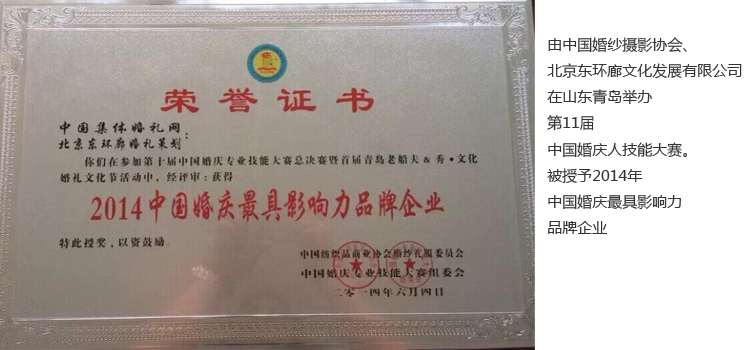 荣誉证书
中国集体婚礼网
北京东环廊婚礼策划：
你们在参加第十届中国婚庆专业技能大赛总决赛暨首届青岛老船夫&秀·文化
婚礼文化节活动中，经评审：获得
2014中国婚庆最具影响力品牌企业
特此授奖，以资鼓励。
中国纺织品商业协会婚纱礼服委员会
中国婚庆专业技能大赛组委会
二零一四年六月四日
由中国婚纱摄影协会、
北京东环廊文化发展有限公司
在山东青岛举办
第11届
中国婚庆人技能大赛。
被授予2014年
中国婚庆最具影响力
品牌企业